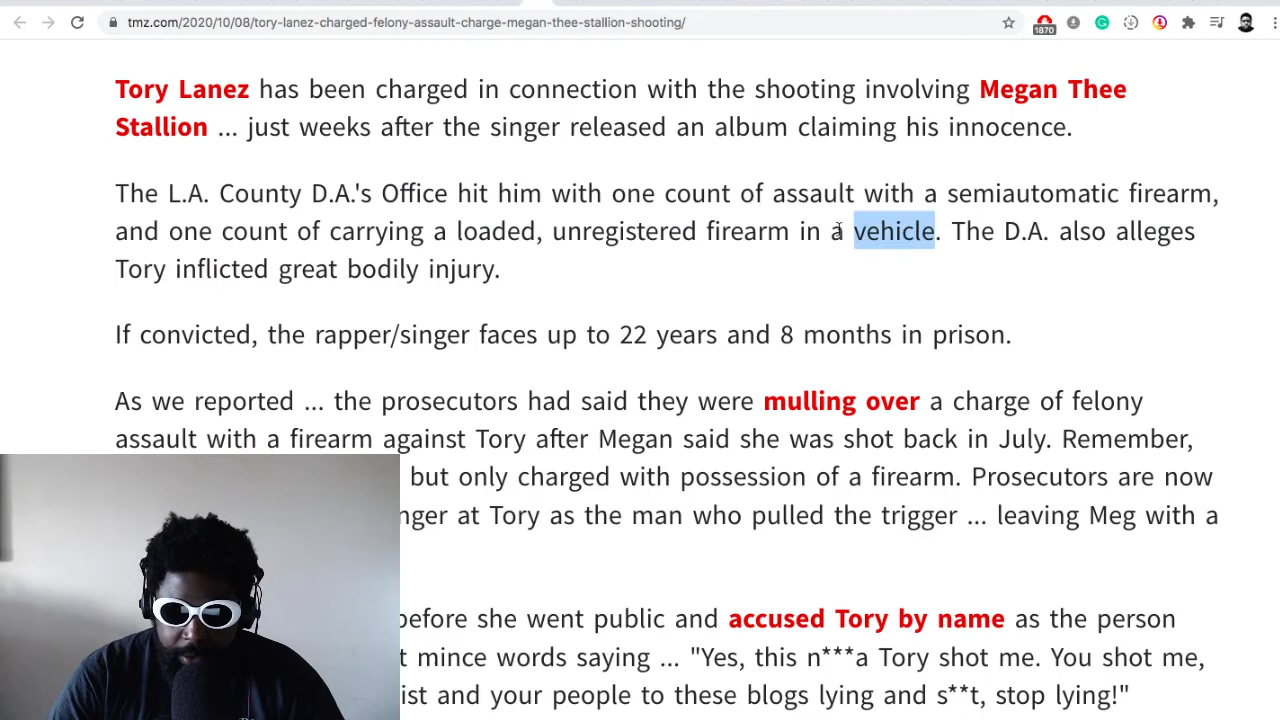 tmz.com/2020/10/08/tory-lanez-charged-felony-assault-charge-megan-thee-stallion-shooting/
1870
Tory Lanez has been charged in connection with the shooting involving Megan Thee
Stallion ... just weeks after the singer released an album claiming his innocence.
The L.A. County D.A.'s Office hit him with one count of assault with a semiautomatic firearm,
and one count of carrying a loaded, unregistered firearm in a vehicle. The D.A. also alleges
Tory inflicted great bodily injury.
If convicted, the rapper/singer faces up to 22 years and 8 months in prison.
As we reported ... the prosecutors had said they were mulling over a charge of felony
assault with a firearm against Tory after Megan said she was shot back in July. Remember,
but only charged with possession of a firearm. Prosecutors are now
nger at Tory as the man who pulled the trigger ... leaving Meg with a
before she went public and accused Tory by name as the person
t mince words saying ... "Yes, this n***a Tory shot me. You shot me,
ist and your people to these blogs lying and s**t, stop lying!"